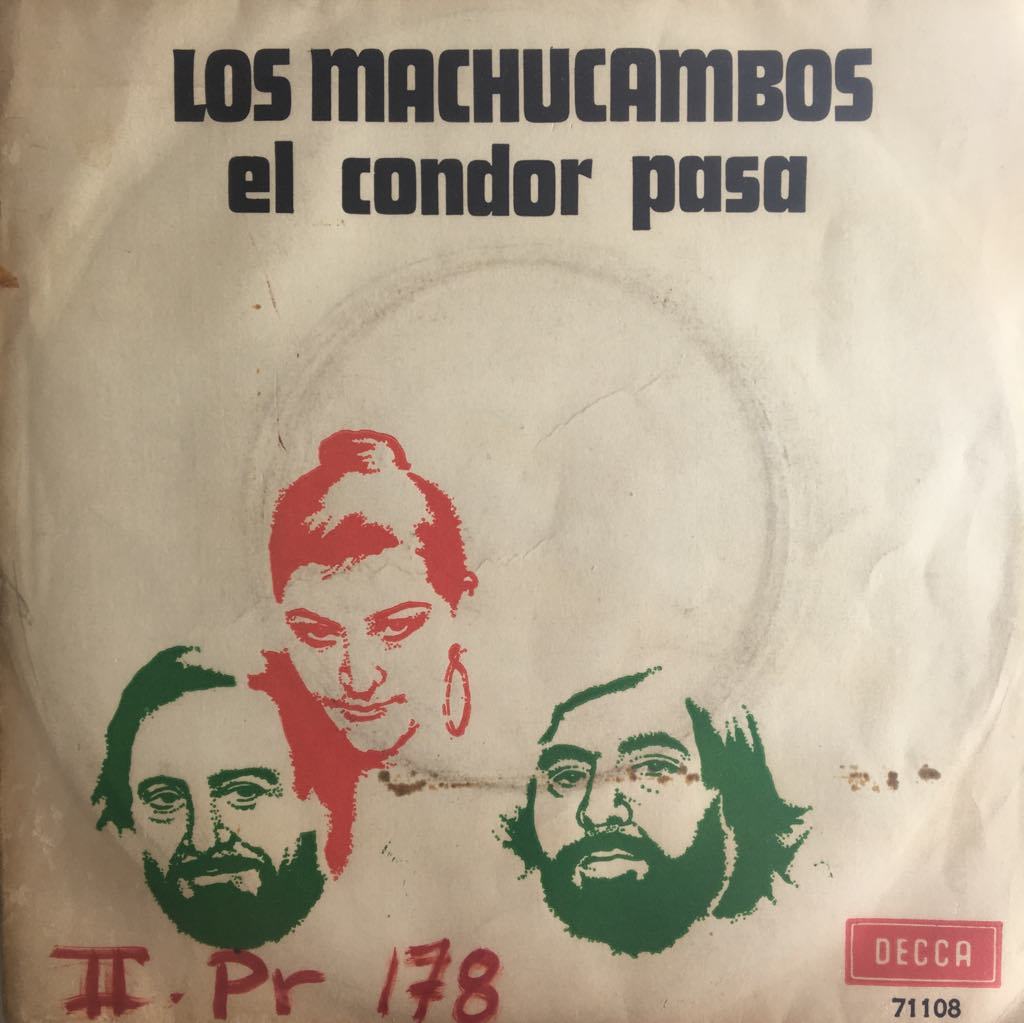 LOS MACHUCAMBOS
el condor pasa
DECCA
71108
II. Pr 178